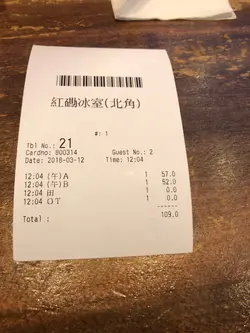 紅磡冰室(北角)
#: 1
Tbl No.: 21
Cardno: 800314 Guest No.: 2
Date: 2018-03-12 Time: 12:04
12:04 (午)A 1 57.0
12:04 (午)B 1 52.0
12:04 田 1 0.0
12:04 OT 1 0.0
Total : 109.0